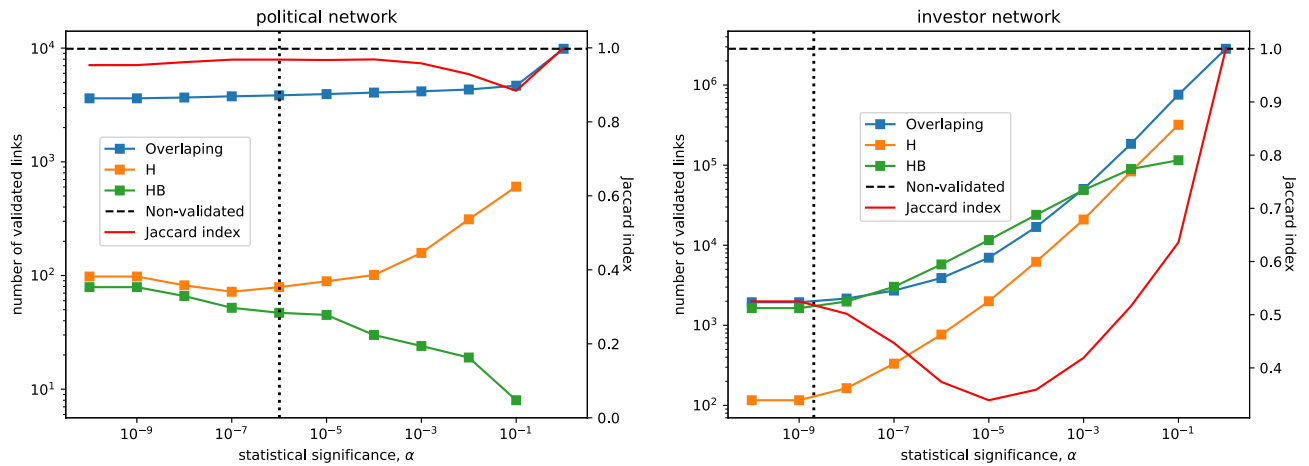 political network
number of validated links
10⁴
10³
10²
10¹
1.0
0.8
0.6
0.4
0.2
0.0
Jaccard index
Overlaping
H
HB
Non-validated
Jaccard index
10⁻⁹
10⁻⁷
10⁻⁵
10⁻³
10⁻¹
statistical significance, α
investor network
number of validated links
10⁶
10⁵
10⁴
10³
10²
1.0
0.9
0.8
0.7
0.6
0.5
0.4
Jaccard index
Overlaping
H
HB
Non-validated
Jaccard index
10⁻⁹
10⁻⁷
10⁻⁵
10⁻³
10⁻¹
statistical significance, α